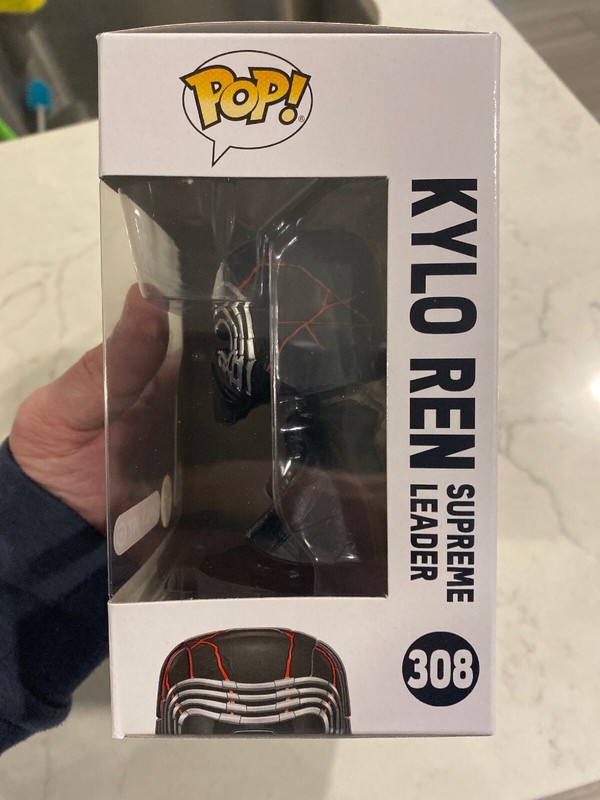 POP!
KYLO REN
SUPREME
LEADER
308